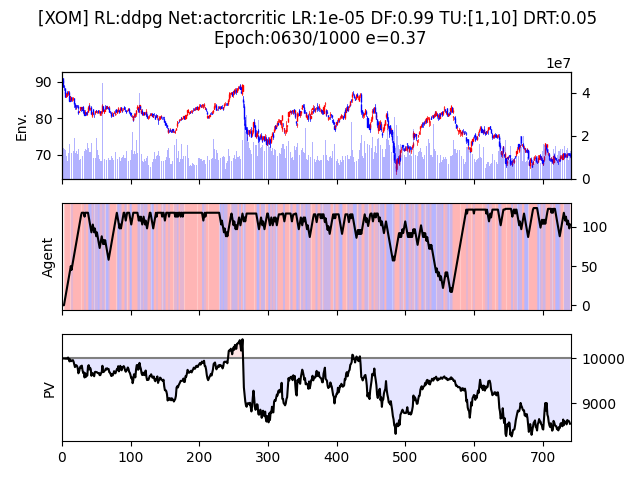 [XOM] RL:ddpg Net:actorcritic LR:1e-05 DF:0.99 TU:[1,10] DRT:0.05
Epoch:0630/1000 e=0.37
1e7
90
80
70
Env.
4
2
0
Agent
100
50
0
PV
10000
9000
0 100 200 300 400 500 600 700